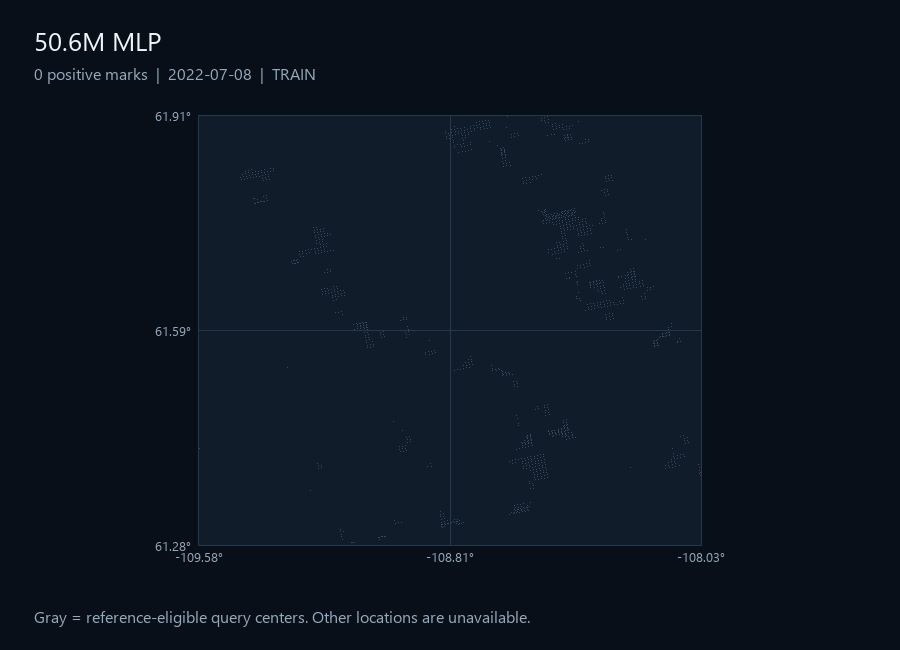 50.6M MLP
0 positive marks | 2022-07-08 | TRAIN
61.91°
61.59°
61.28°
-109.58°
-108.81°
-108.03°
Gray = reference-eligible query centers. Other locations are unavailable.